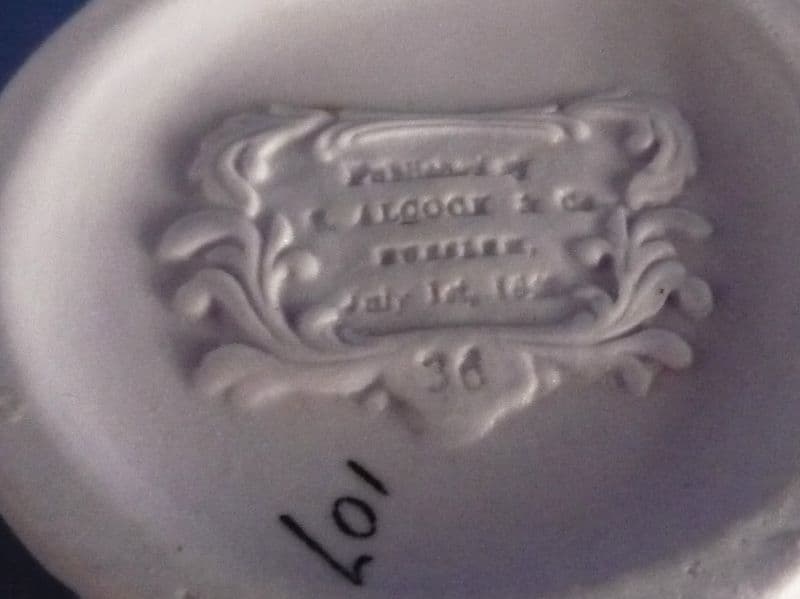 Published by
ALCOCK & Co
BURSLEM,
July 1st,
36
107